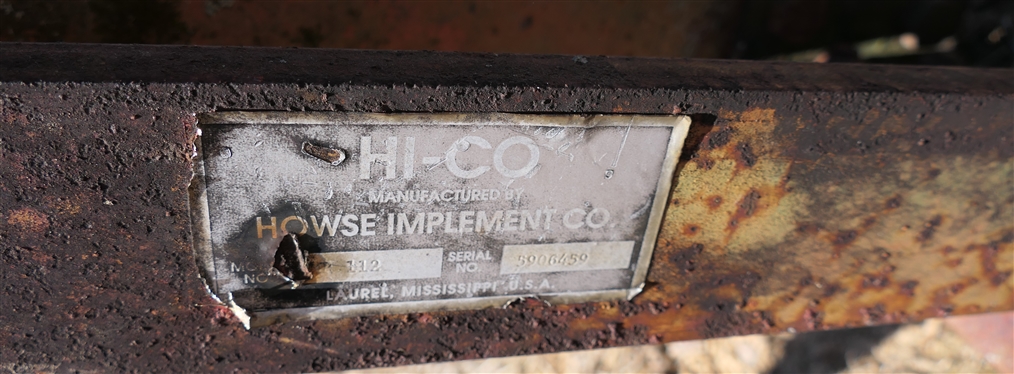 HI-CO
MANUFACTURED BY
HOWSE IMPLEMENT CO.
112 SERIAL 5906459
NO.
LAUREL, MISSISSIPPI U.S.A.